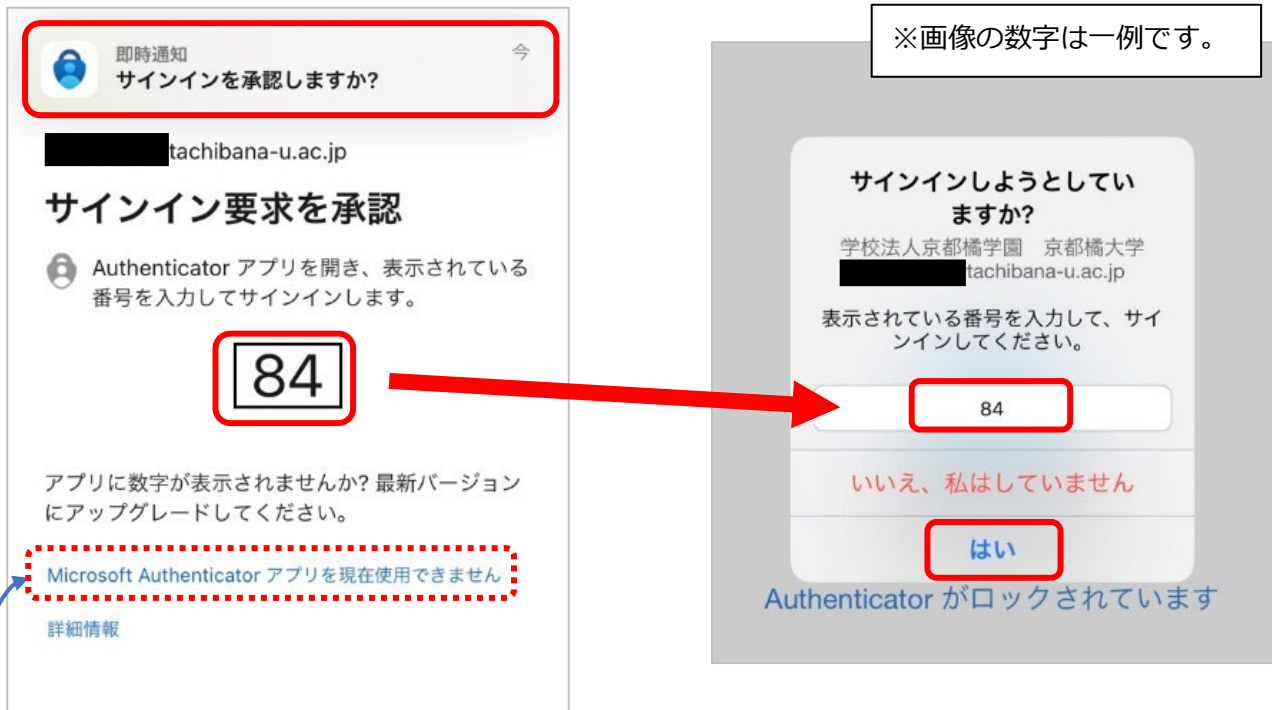 即時通知
今
サインインを承認しますか?
tachibana-u.ac.jp
サインイン要求を承認
Authenticator アプリを開き、表示されている
番号を入力してサインインします。
84
アプリに数字が表示されませんか? 最新バージョン
にアップグレードしてください。
Microsoft Authenticator アプリを現在使用できません
詳細情報
※画像の数字は一例です。
サインインしようとしてい
ますか?
学校法人京都橘学園　京都橘大学
tachibana-u.ac.jp
表示されている番号を入力して、サイ
ンインしてください。
84
いいえ、私はしていません
はい
Authenticator がロックされています